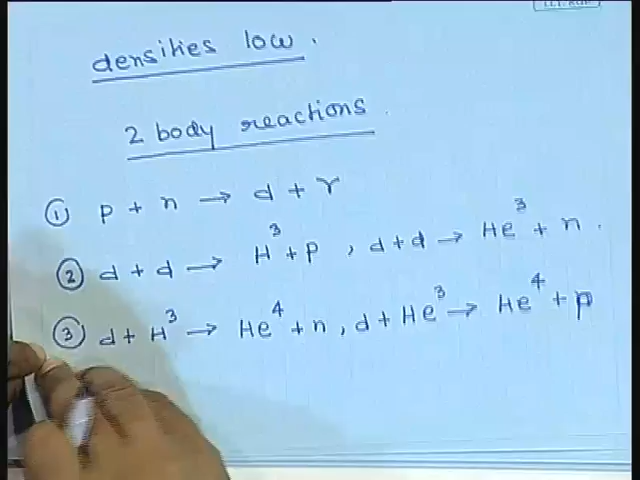 densities low.
2 body reactions
① p + n → d + γ
② d + d → H³ + p , d + d → He³ + n .
③ d + H³ → He⁴ + n , d + He³ → He⁴ + p